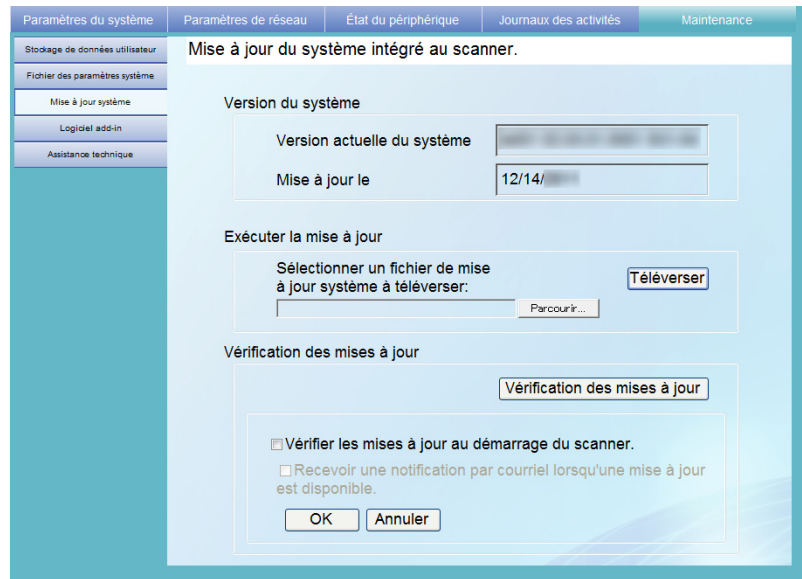 Paramètres du système
Paramètres de réseau
État du périphérique
Journaux des activités
Maintenance
Stockage de données utilisateur
Fichier des paramètres système
Mise à jour système
Logiciel add-in
Assistance technique
Mise à jour du système intégré au scanner.
Version du système
Version actuelle du système
Mise à jour le
12/14/
Exécuter la mise à jour
Sélectionner un fichier de mise
à jour système à téléverser:
Téléverser
Parcourir...
Vérification des mises à jour
Vérification des mises à jour
Vérifier les mises à jour au démarrage du scanner.
Recevoir une notification par courriel lorsqu'une mise à jour
est disponible.
OK
Annuler